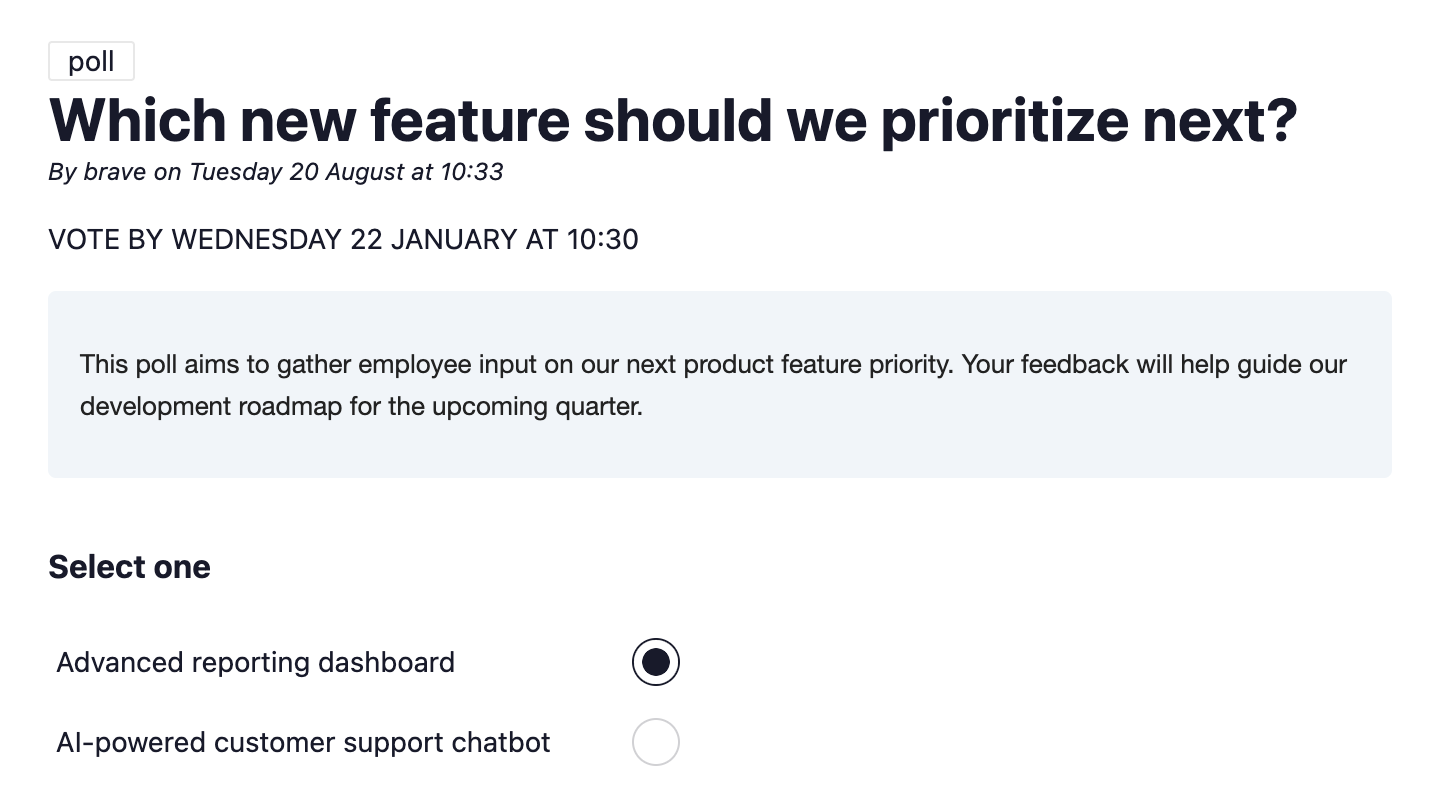 poll
Which new feature should we prioritize next?
By brave on Tuesday 20 August at 10:33
VOTE BY WEDNESDAY 22 JANUARY AT 10:30
This poll aims to gather employee input on our next product feature priority. Your feedback will help guide our
development roadmap for the upcoming quarter.
Select one
Advanced reporting dashboard
AI-powered customer support chatbot